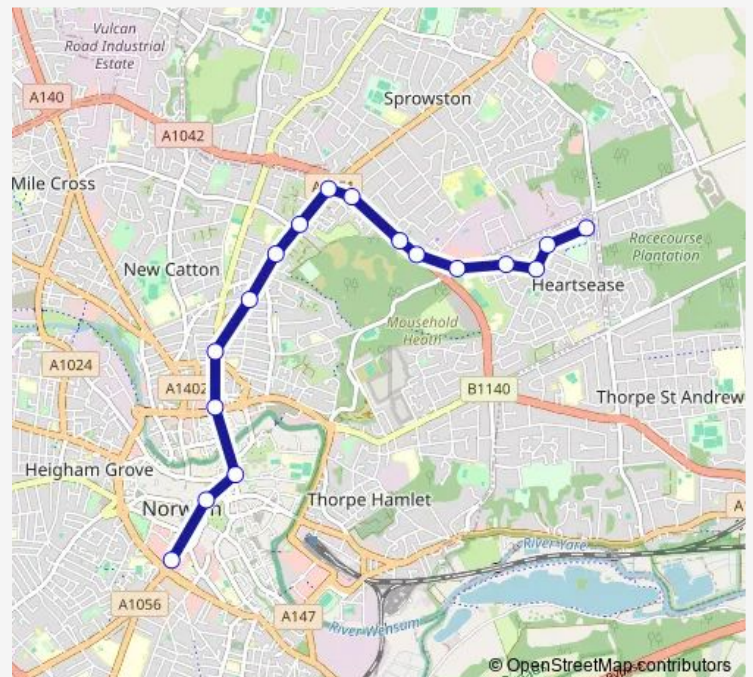 Vulcan
Road Industrial
Estate
A140
Sprowston
A1042
Mile Cross
New Catton
Racecourse
Plantation
Heartsease
Mousehold
Heath
A1024
A1402
B1140
Thorpe St Andrew
Heigham Grove
Thorpe Hamlet
River Yare
A1056
A147
River Wensum
© OpenStreetMap contributors